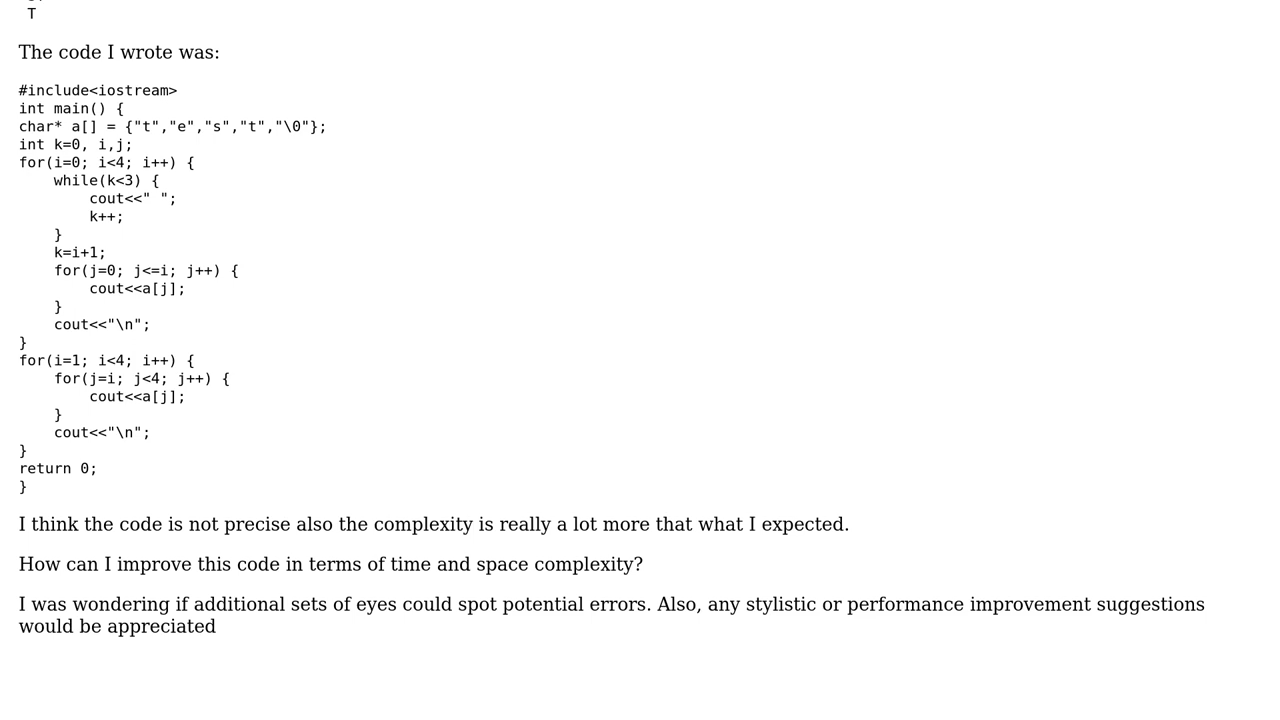 T
The code I wrote was:
#include<iostream>
int main() {
char* a[] = {"t","e","s","t","\0"};
int k=0, i,j;
for(i=0; i<4; i++) {
    while(k<3) {
        cout<<" ";
        k++;
    }
    k=i+1;
    for(j=0; j<=i; j++) {
        cout<<a[j];
    }
    cout<<"\n";
}
for(i=1; i<4; i++) {
    for(j=i; j<4; j++) {
        cout<<a[j];
    }
    cout<<"\n";
}
return 0;
}
I think the code is not precise also the complexity is really a lot more that what I expected.
How can I improve this code in terms of time and space complexity?
I was wondering if additional sets of eyes could spot potential errors. Also, any stylistic or performance improvement suggestions
would be appreciated